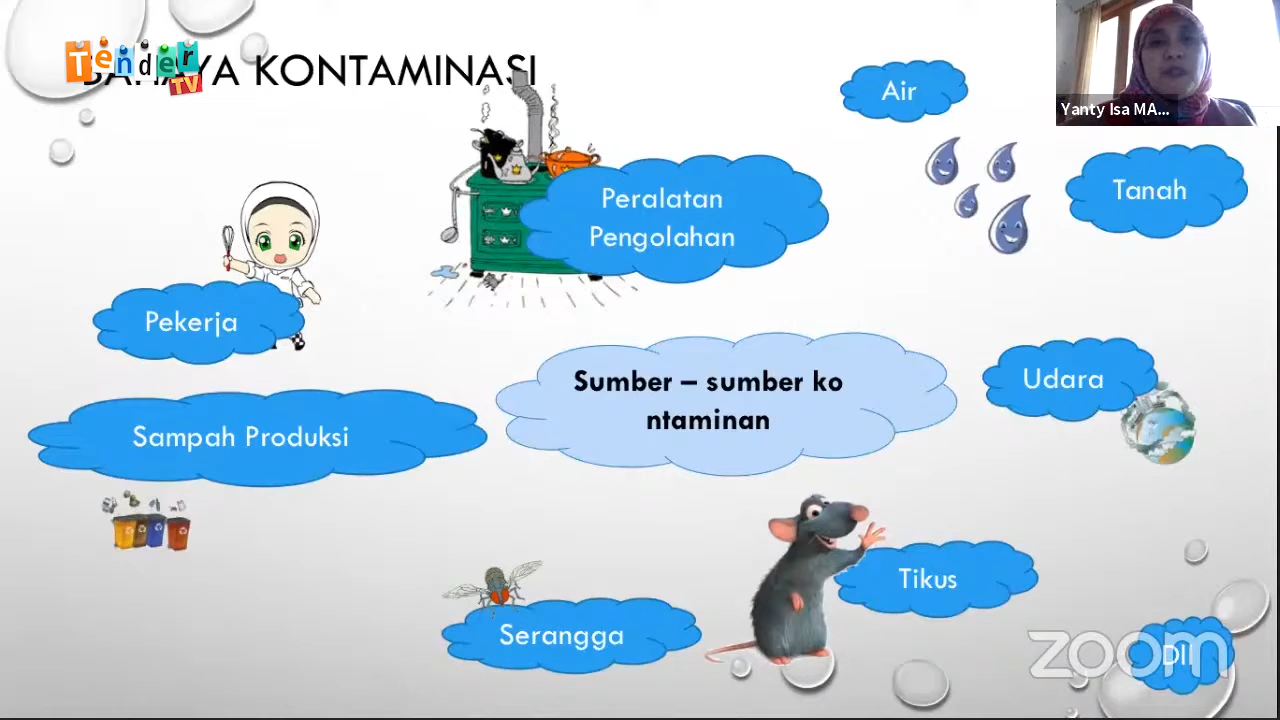 Tender
TV
BAHAYA KONTAMINASI
Air
Yanty Isa MA...
Peralatan
Pengolahan
Tanah
Pekerja
Sumber – sumber ko
ntaminan
Udara
Sampah Produksi
Tikus
Serangga
zoom
Dll